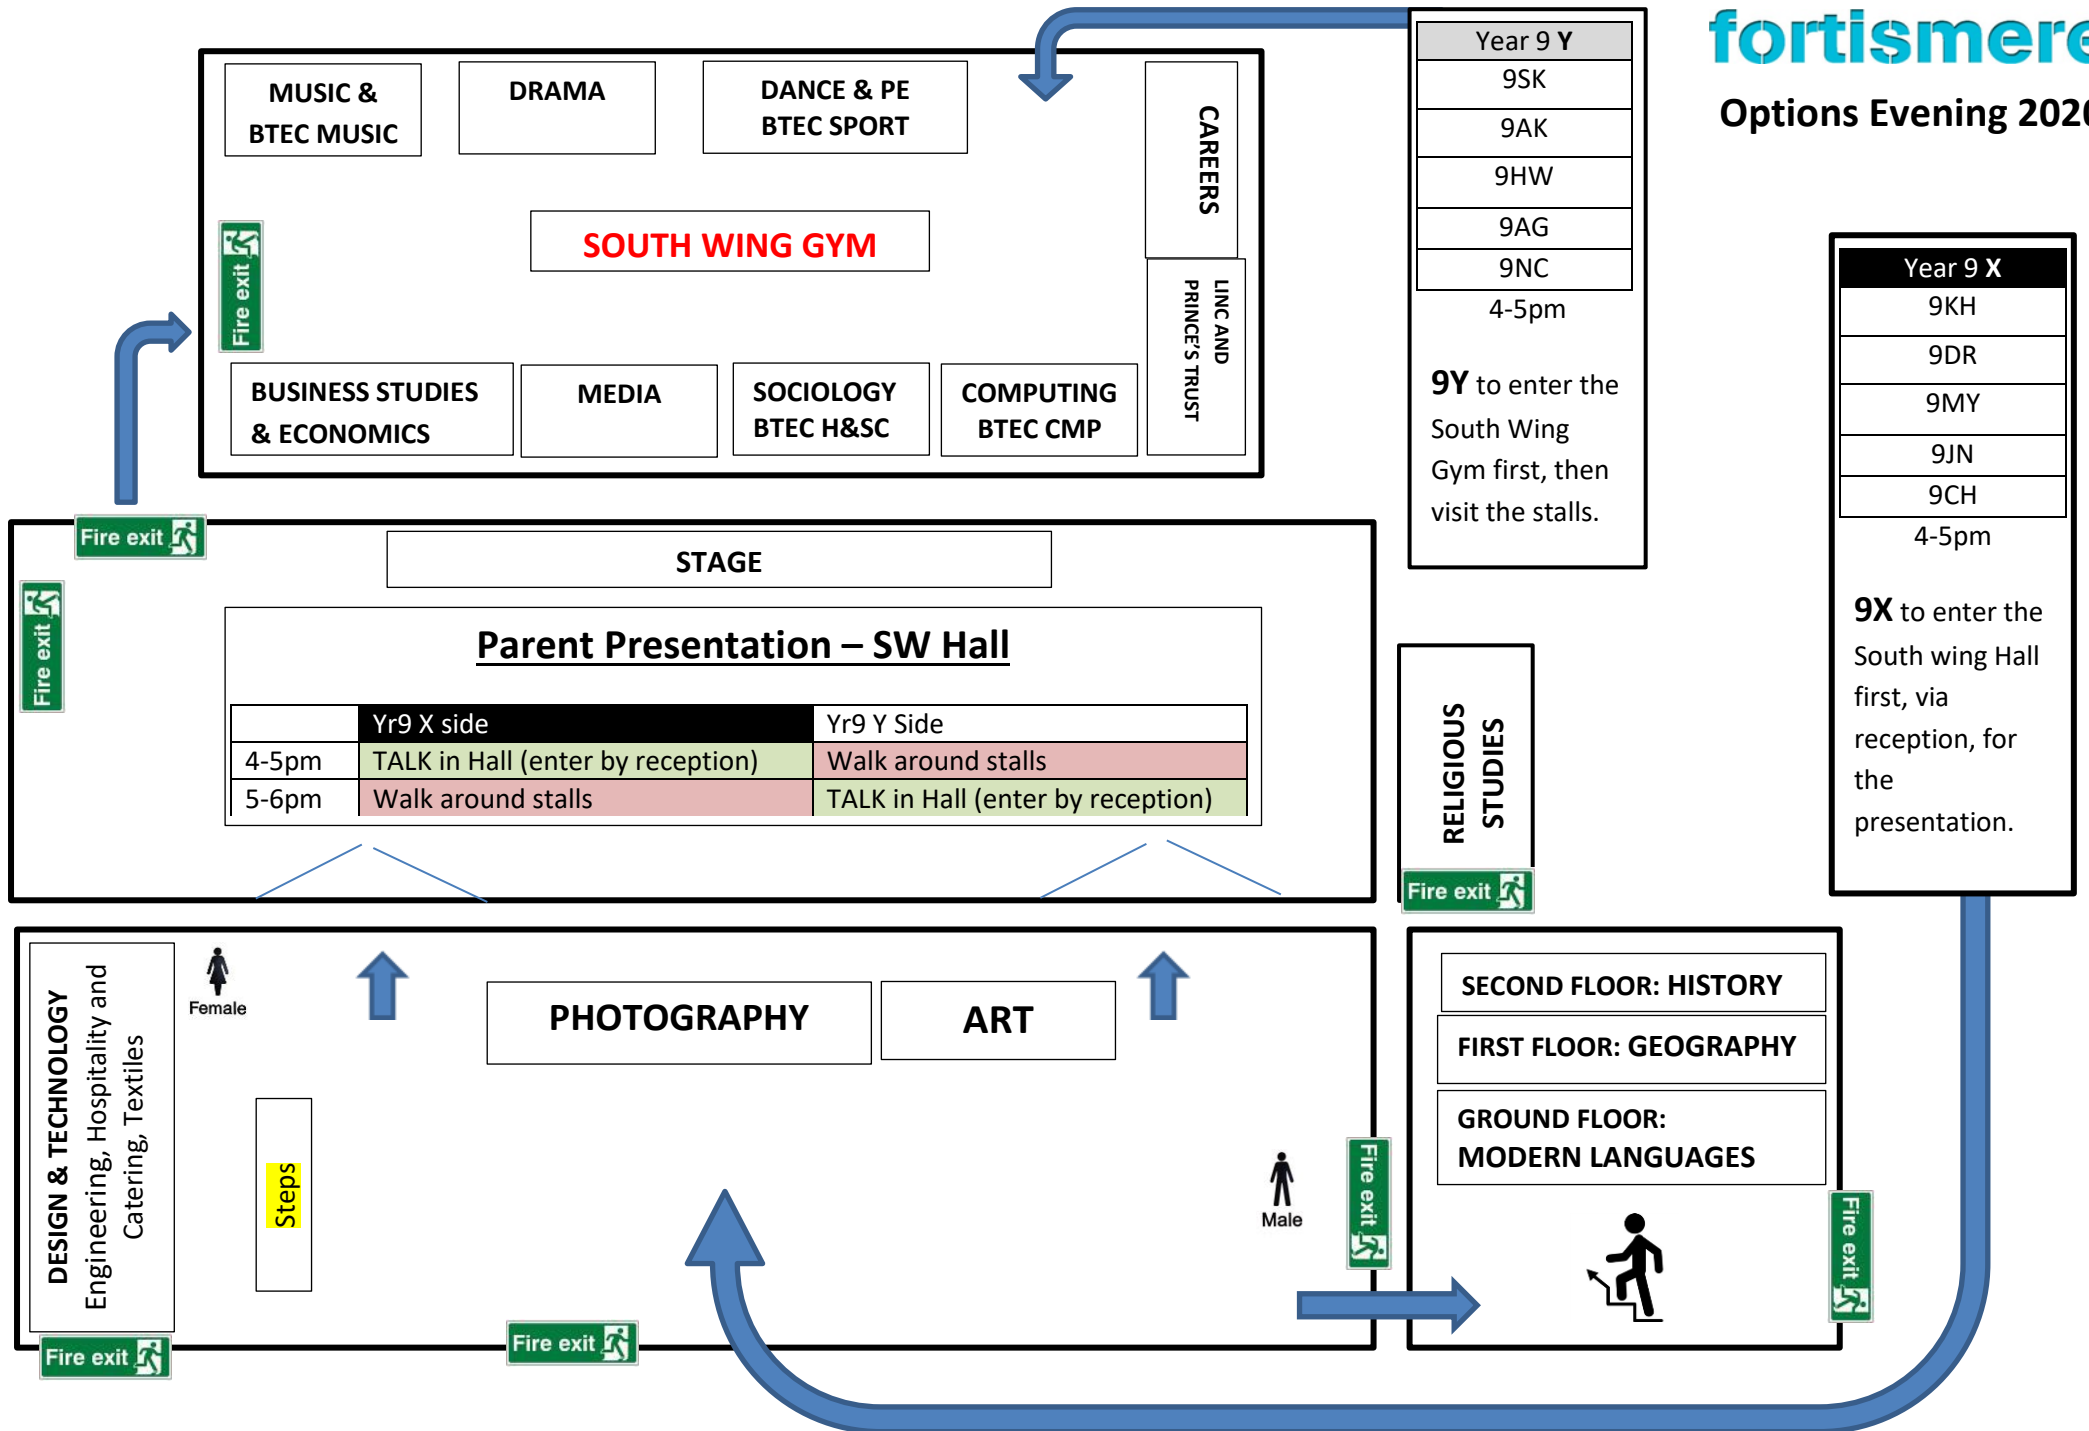 fortismere
Options Evening 2020
MUSIC &
BTEC MUSIC
DRAMA
DANCE & PE
BTEC SPORT
CAREERS
Fire exit
SOUTH WING GYM
LINC AND
PRINCE'S TRUST
BUSINESS STUDIES
& ECONOMICS
MEDIA
SOCIOLOGY
BTEC H&SC
COMPUTING
BTEC CMP
Year 9 Y
9SK
9AK
9HW
9AG
9NC
4-5pm
9Y to enter the
South Wing
Gym first, then
visit the stalls.
Year 9 X
9KH
9DR
9MY
9JN
9CH
4-5pm
9X to enter the
South wing Hall
first, via
reception, for
the
presentation.
Fire exit
Fire exit
STAGE
Parent Presentation – SW Hall
Yr9 X side Yr9 Y Side
4-5pm TALK in Hall (enter by reception) Walk around stalls
5-6pm Walk around stalls TALK in Hall (enter by reception)
RELIGIOUS
STUDIES
Fire exit
DESIGN & TECHNOLOGY
Engineering, Hospitality and
Catering, Textiles
Female
Steps
PHOTOGRAPHY
ART
Male
Fire exit
Fire exit
Fire exit
SECOND FLOOR: HISTORY
FIRST FLOOR: GEOGRAPHY
GROUND FLOOR:
MODERN LANGUAGES
Fire exit